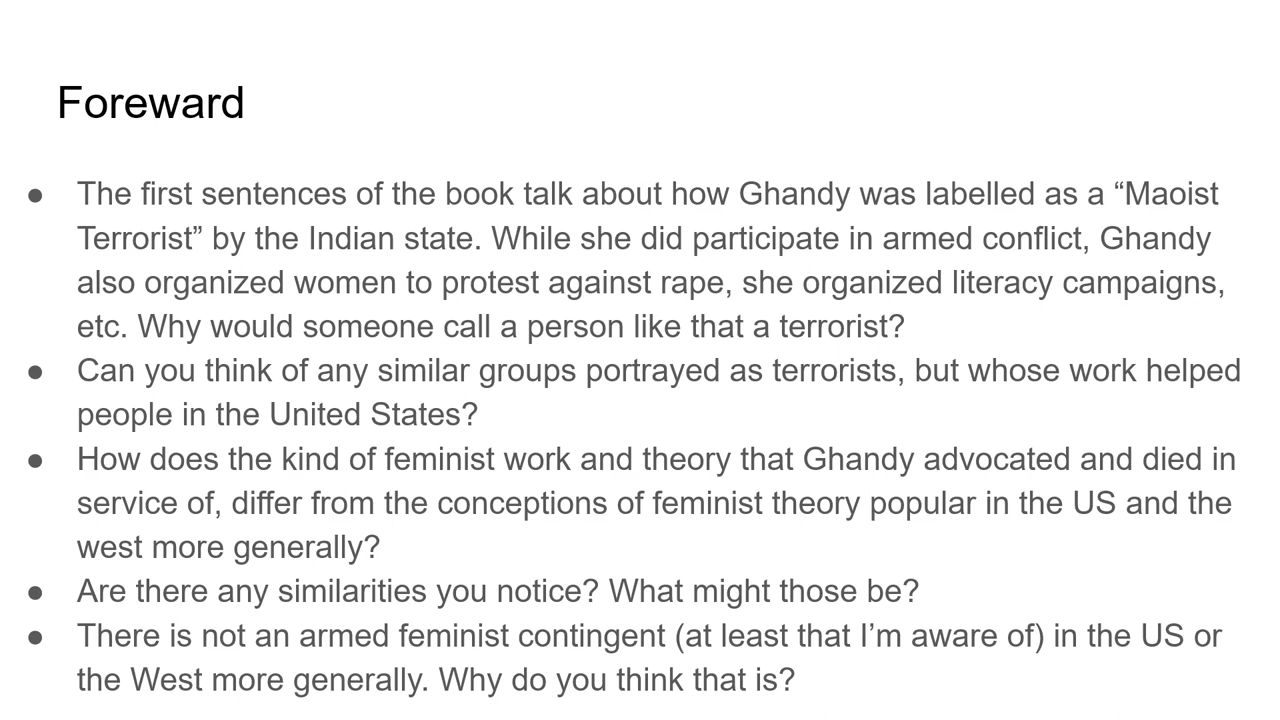 Foreward
● The first sentences of the book talk about how Ghandy was labelled as a “Maoist
Terrorist” by the Indian state. While she did participate in armed conflict, Ghandy
also organized women to protest against rape, she organized literacy campaigns,
etc. Why would someone call a person like that a terrorist?
● Can you think of any similar groups portrayed as terrorists, but whose work helped
people in the United States?
● How does the kind of feminist work and theory that Ghandy advocated and died in
service of, differ from the conceptions of feminist theory popular in the US and the
west more generally?
● Are there any similarities you notice? What might those be?
● There is not an armed feminist contingent (at least that I’m aware of) in the US or
the West more generally. Why do you think that is?